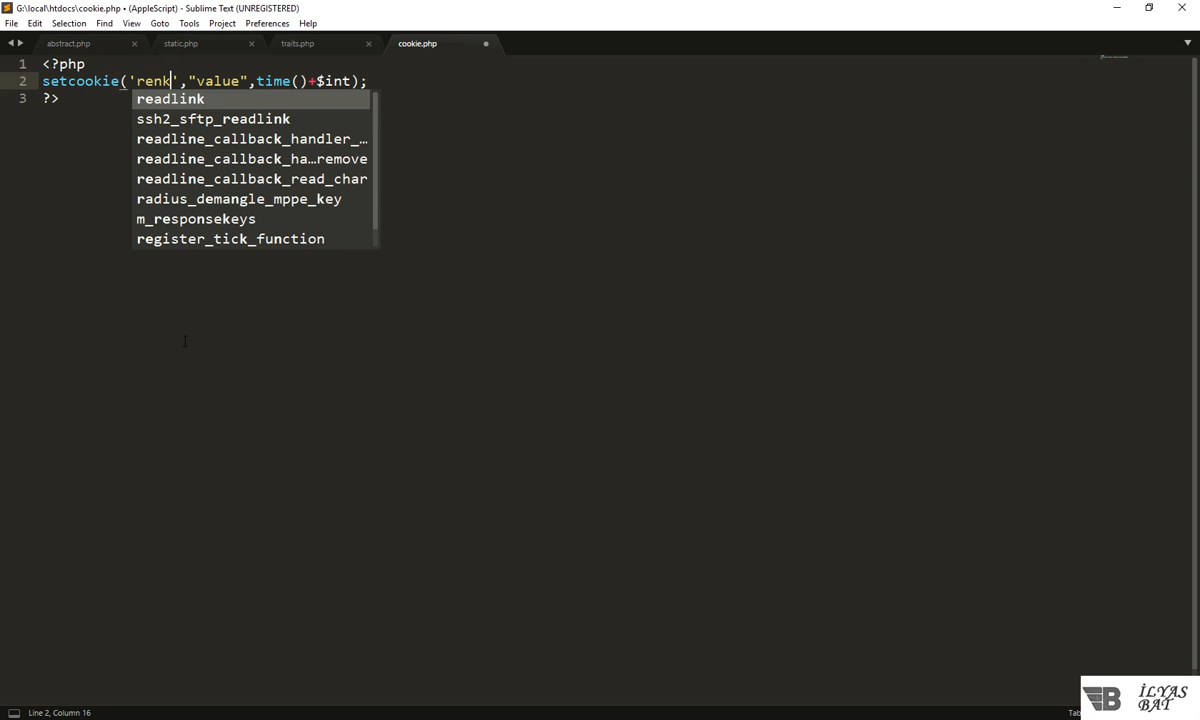 G:\local\htdocs\cookie.php • (AppleScript) - Sublime Text (UNREGISTERED)
File Edit Selection Find View Goto Tools Project Preferences Help
abstract.php static.php traits.php cookie.php
1 <?php
2 setcookie('renk',"value",time()+$int);
3 ?>
readlink
ssh2_sftp_readlink
readline_callback_handler_…
readline_callback_ha…remove
readline_callback_read_char
radius_demangle_mppe_key
m_responsekeys
register_tick_function
Line 2, Column 16
Tab
İLYAS
BAT